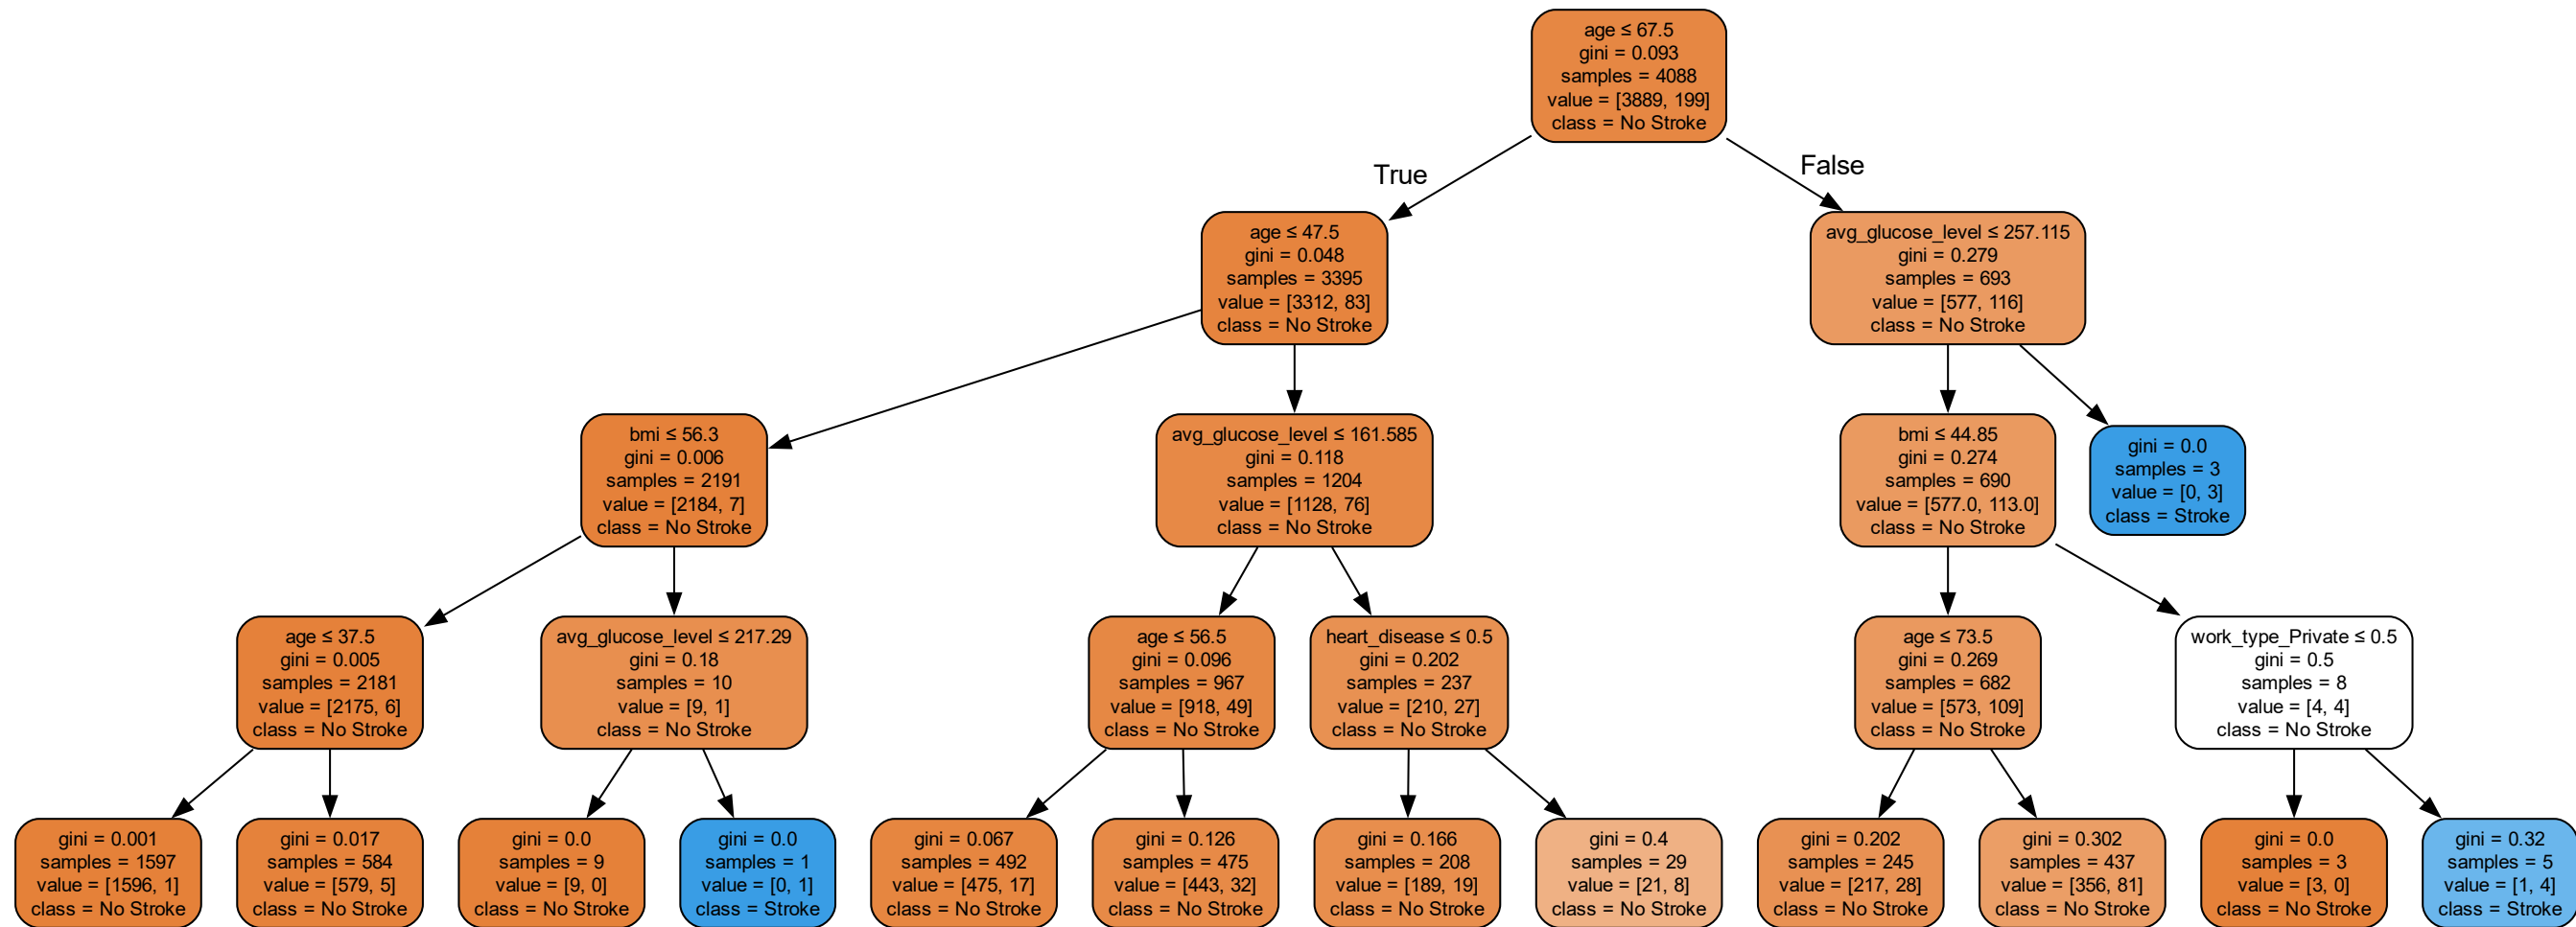 age ≤ 67.5
gini = 0.093
samples = 4088
value = [3889, 199]
class = No Stroke
True
False
age ≤ 47.5
gini = 0.048
samples = 3395
value = [3312, 83]
class = No Stroke
avg_glucose_level ≤ 257.115
gini = 0.279
samples = 693
value = [577, 116]
class = No Stroke
bmi ≤ 56.3
gini = 0.006
samples = 2191
value = [2184, 7]
class = No Stroke
avg_glucose_level ≤ 161.585
gini = 0.118
samples = 1204
value = [1128, 76]
class = No Stroke
bmi ≤ 44.85
gini = 0.274
samples = 690
value = [577.0, 113.0]
class = No Stroke
gini = 0.0
samples = 3
value = [0, 3]
class = Stroke
age ≤ 37.5
gini = 0.005
samples = 2181
value = [2175, 6]
class = No Stroke
avg_glucose_level ≤ 217.29
gini = 0.18
samples = 10
value = [9, 1]
class = No Stroke
age ≤ 56.5
gini = 0.096
samples = 967
value = [918, 49]
class = No Stroke
heart_disease ≤ 0.5
gini = 0.202
samples = 237
value = [210, 27]
class = No Stroke
age ≤ 73.5
gini = 0.269
samples = 682
value = [573, 109]
class = No Stroke
work_type_Private ≤ 0.5
gini = 0.5
samples = 8
value = [4, 4]
class = No Stroke
gini = 0.001
samples = 1597
value = [1596, 1]
class = No Stroke
gini = 0.017
samples = 584
value = [579, 5]
class = No Stroke
gini = 0.0
samples = 9
value = [9, 0]
class = No Stroke
gini = 0.0
samples = 1
value = [0, 1]
class = Stroke
gini = 0.067
samples = 492
value = [475, 17]
class = No Stroke
gini = 0.126
samples = 475
value = [443, 32]
class = No Stroke
gini = 0.166
samples = 208
value = [189, 19]
class = No Stroke
gini = 0.4
samples = 29
value = [21, 8]
class = No Stroke
gini = 0.202
samples = 245
value = [217, 28]
class = No Stroke
gini = 0.302
samples = 437
value = [356, 81]
class = No Stroke
gini = 0.0
samples = 3
value = [3, 0]
class = No Stroke
gini = 0.32
samples = 5
value = [1, 4]
class = Stroke